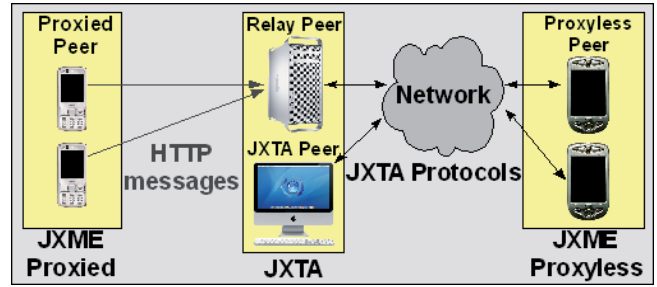 Proxied
Peer
HTTP
messages
JXME
Proxied
Relay Peer
JXTA Peer
JXTA
Network
JXTA Protocols
Proxyless
Peer
JXME
Proxyless